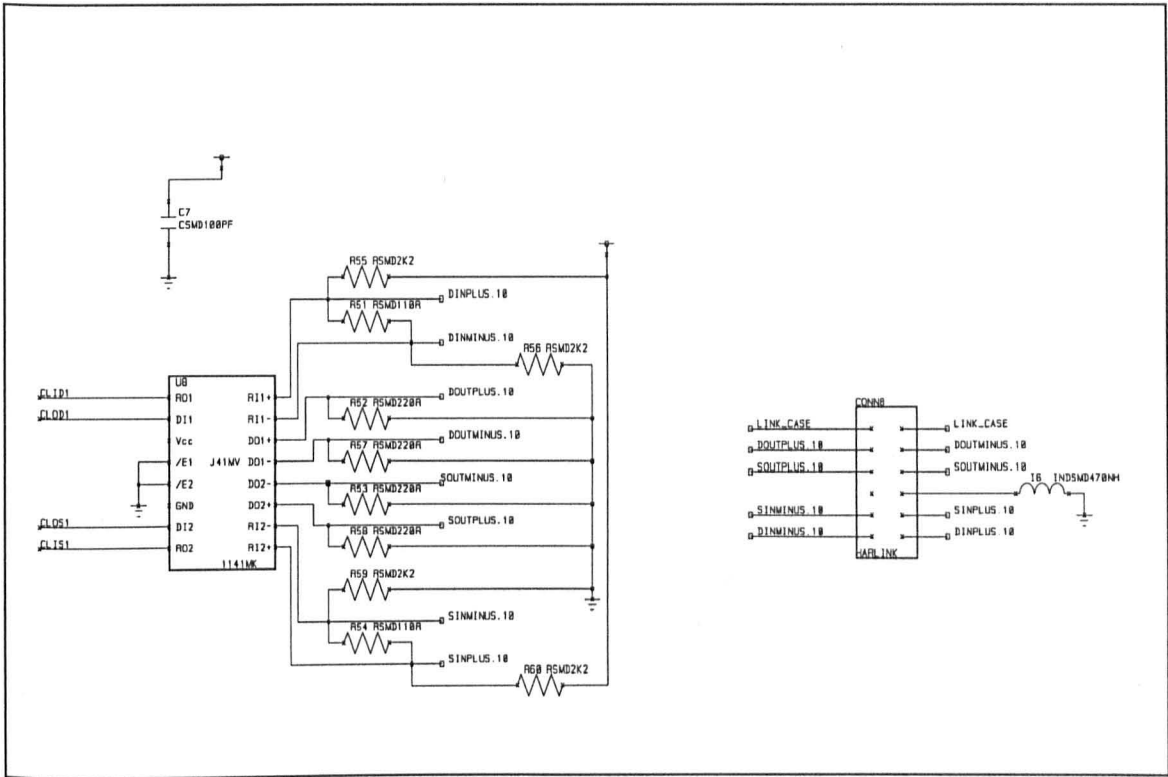 C7
CSMD100PF
R55 RSMD2K2
DINPLUS.10
R51 RSMD110R
DINMINUS.10
R56 RSMD2K2
U8
CLID1
RO1
RI1+
DOUTPLUS.10
CLOD1
DI1
RI1-
R52 RSMD220R
Vcc
DO1+
DOUTMINUS.10
/E1
J41MV
DO1-
R57 RSMD220R
/E2
DO2-
SOUTMINUS.10
GND
DO2+
R53 RSMD220R
CLOS1
DI2
RI2-
SOUTPLUS.10
CLIS1
RO2
RI2+
R58 RSMD220R
1141MK
R59 RSMD2K2
SINMINUS.10
R54 RSMD110R
SINPLUS.10
R60 RSMD2K2
CONN8
LINK_CASE
LINK_CASE
DOUTPLUS.10
DOUTMINUS.10
SOUTPLUS.10
SOUTMINUS.10
I6 INDSMD470NH
SINMINUS.10
SINPLUS.10
DINMINUS.10
DINPLUS.10
HARLINK